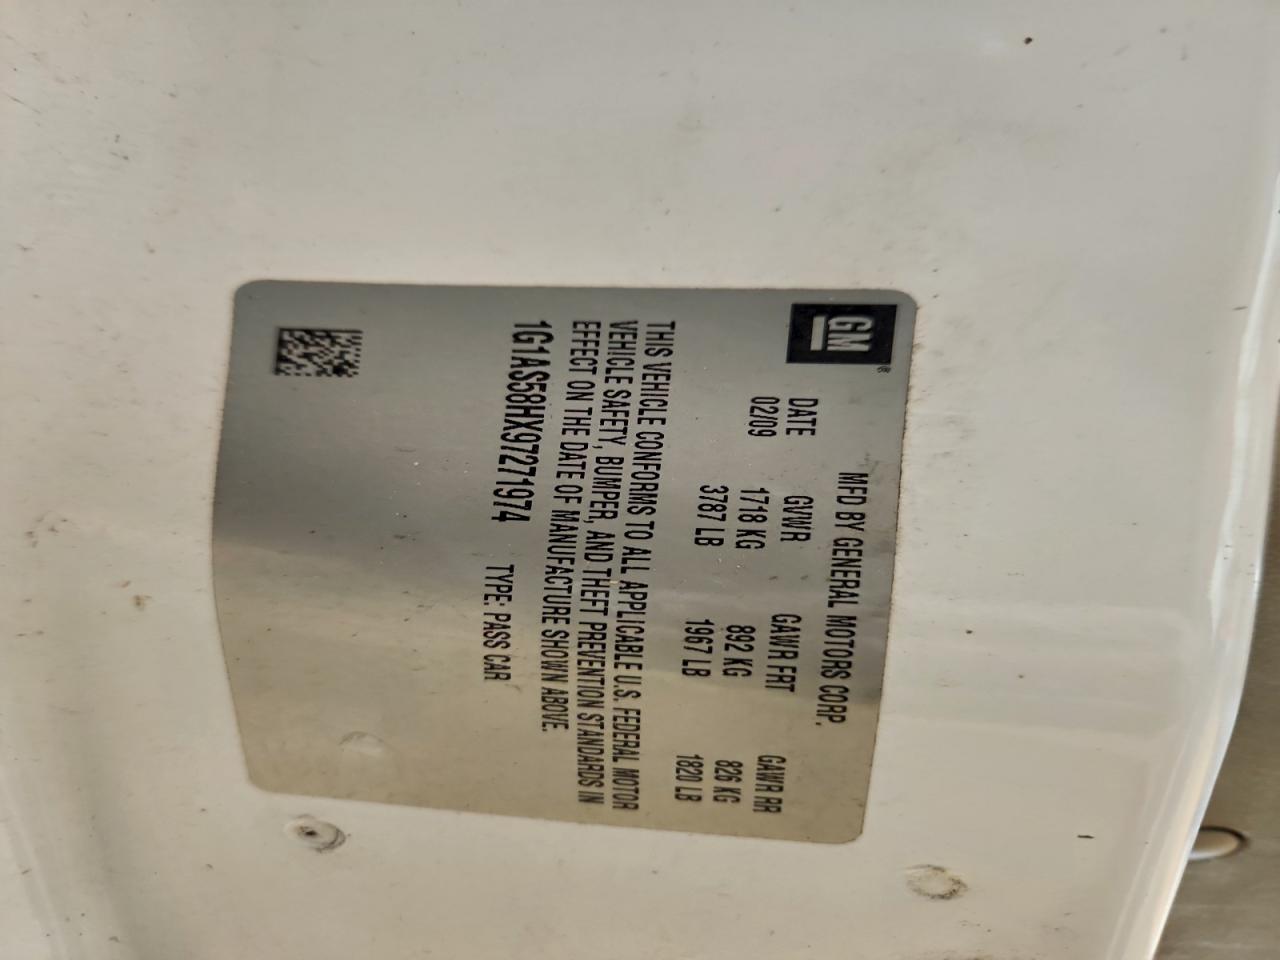 GM®
MFD BY GENERAL MOTORS CORP.
DATE GVWR GAWR FRT GAWR RR
02/09 1718 KG 892 KG 826 KG
3787 LB 1967 LB 1820 LB
THIS VEHICLE CONFORMS TO ALL APPLICABLE U.S. FEDERAL MOTOR
VEHICLE SAFETY, BUMPER, AND THEFT PREVENTION STANDARDS IN
EFFECT ON THE DATE OF MANUFACTURE SHOWN ABOVE.
1G1AS58HX97271974 TYPE: PASS CAR